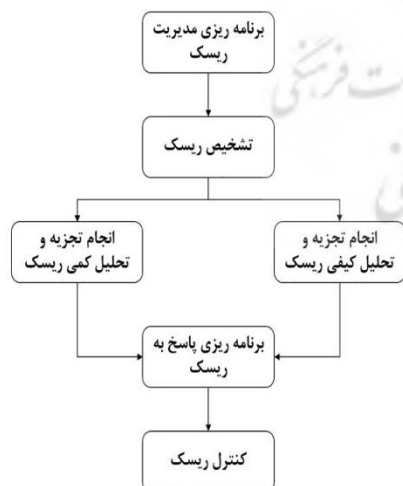 برنامه ریزی مدیریت
ریسک
تشخیص ریسک
انجام تجزیه و
تحلیل کیفی ریسک
انجام تجزیه و
تحلیل کمی ریسک
برنامه ریزی پاسخ به
ریسک
کنترل ریسک